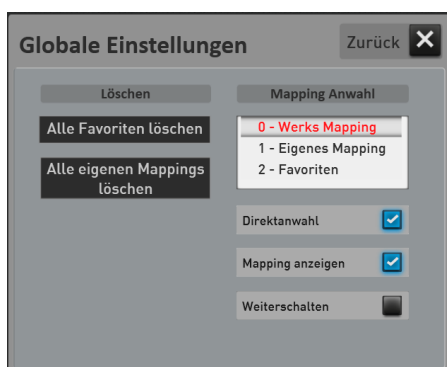 Globale Einstellungen
Zurück
Löschen
Alle Favoriten löschen
Alle eigenen Mappings
löschen
Mapping Anwahl
0 - Werks Mapping
1 - Eigenes Mapping
2 - Favoriten
Direktanwahl
Mapping anzeigen
Weiterschalten